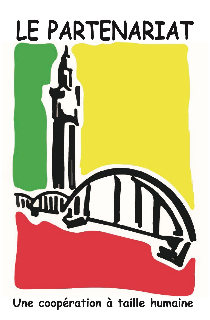 LE PARTENARIAT
Une coopération à taille humaine